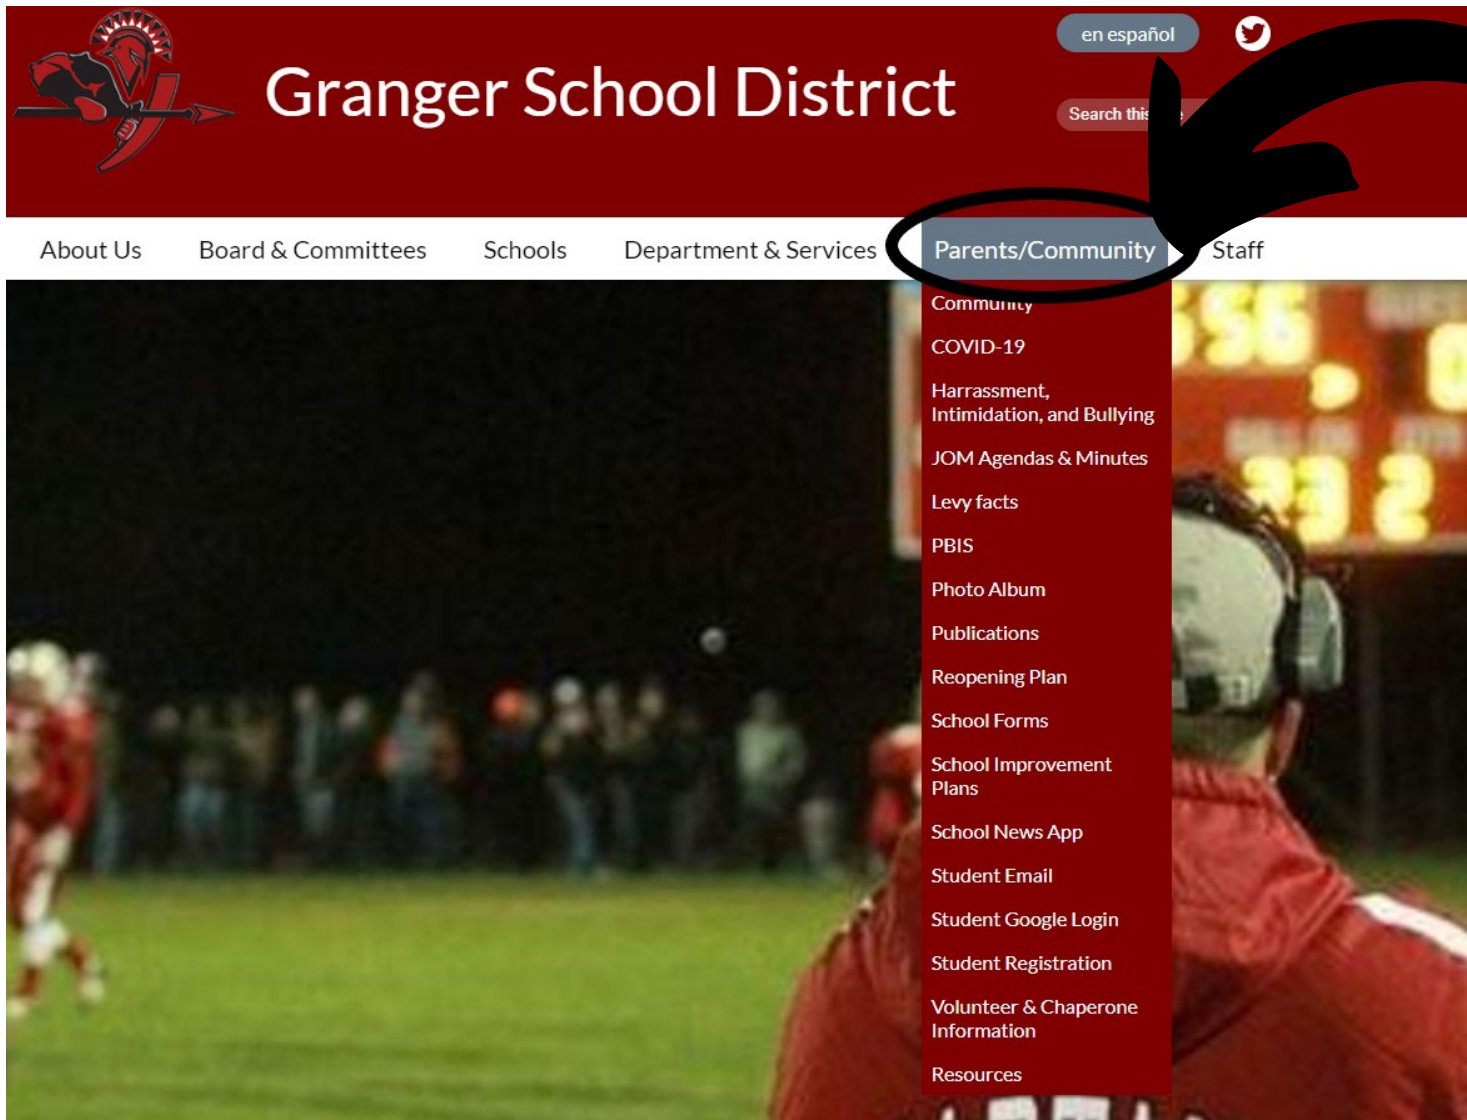 en español
Granger School District
Search this
About Us Board & Committees Schools Department & Services Parents/Community Staff
Community
COVID-19
Harrassment,
Intimidation, and Bullying
JOM Agendas & Minutes
Levy facts
PBIS
Photo Album
Publications
Reopening Plan
School Forms
School Improvement
Plans
School News App
Student Email
Student Google Login
Student Registration
Volunteer & Chaperone
Information
Resources